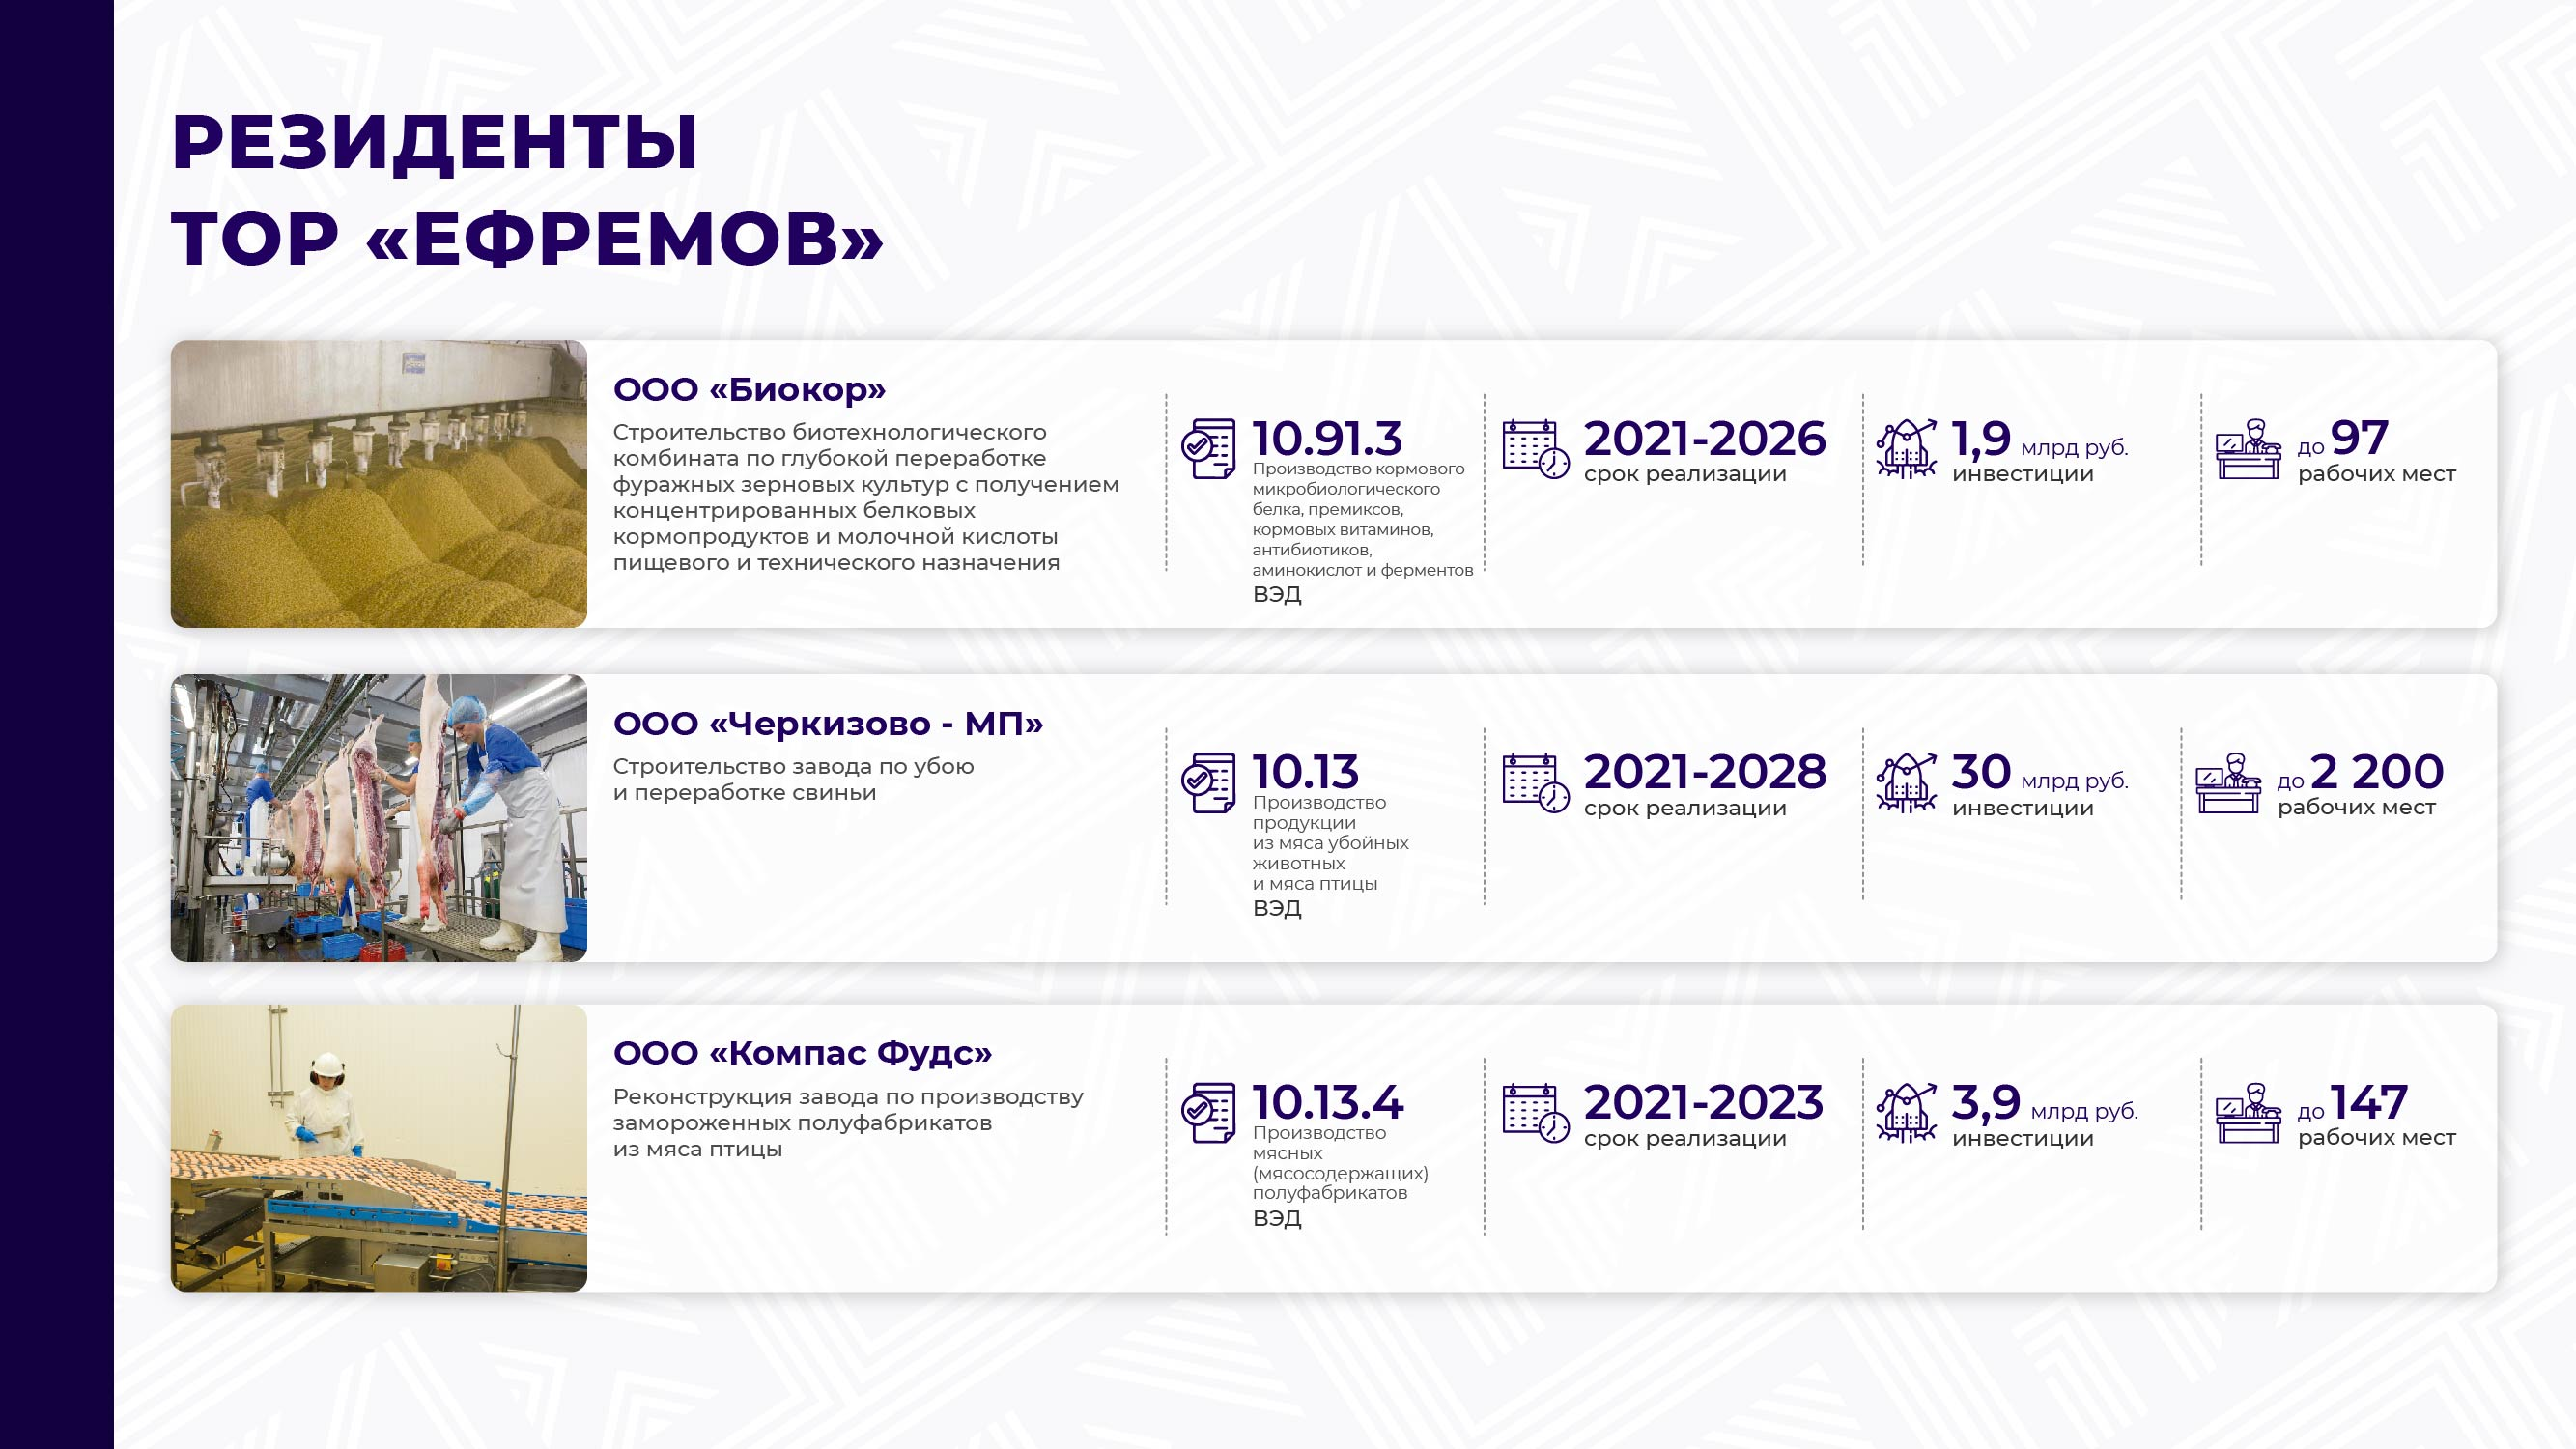 РЕЗИДЕНТЫ
ТОР «ЕФРЕМОВ»
ООО «Биокор»
Строительство биотехнологического
комбината по глубокой переработке
фуражных зерновых культур с получением
концентрированных белковых
кормопродуктов и молочной кислоты
пищевого и технического назначения
10.91.3
Производство кормового
микробиологического
белка, премиксов,
кормовых витаминов,
антибиотиков,
аминокислот и ферментов
ВЭД
2021-2026
срок реализации
1,9 млрд руб.
инвестиции
до 97
рабочих мест
ООО «Черкизово - МП»
Строительство завода по убою
и переработке свиньи
10.13
Производство
продукции
из мяса убойных
животных
и мяса птицы
ВЭД
2021-2028
срок реализации
30 млрд руб.
инвестиции
до 2 200
рабочих мест
ООО «Компас Фудс»
Реконструкция завода по производству
замороженных полуфабрикатов
из мяса птицы
10.13.4
Производство
мясных
(мясосодержащих)
полуфабрикатов
ВЭД
2021-2023
срок реализации
3,9 млрд руб.
инвестиции
до 147
рабочих мест